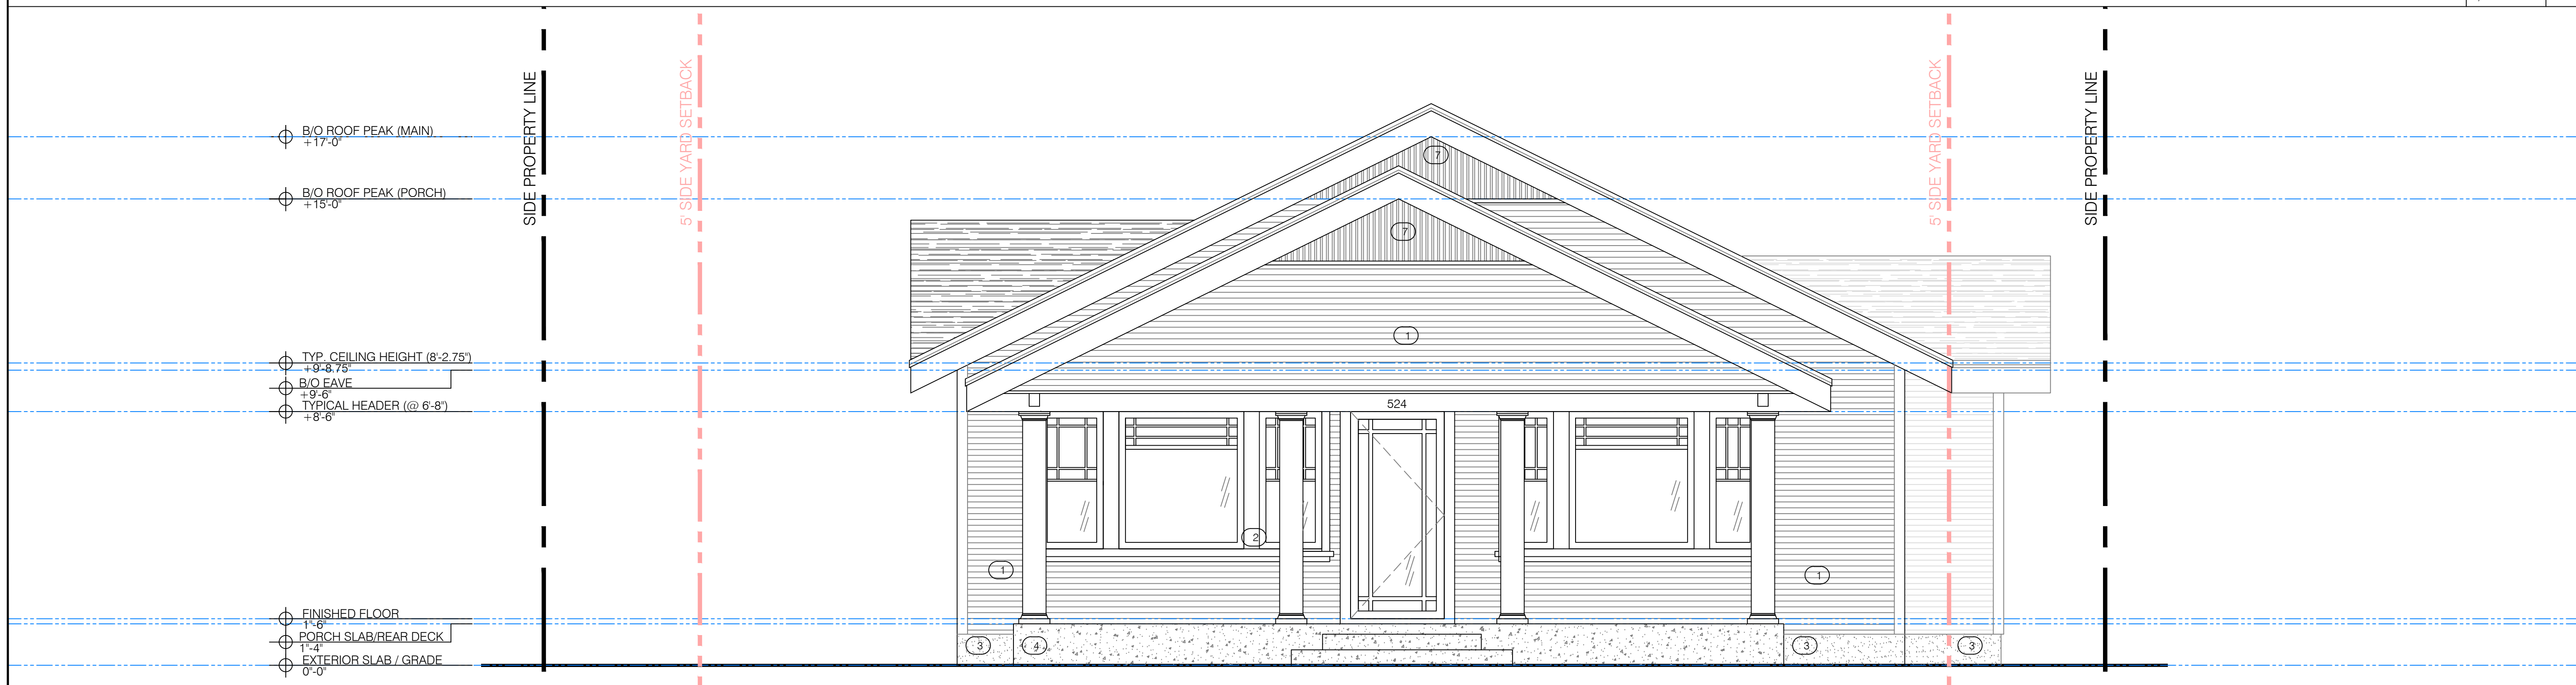 B/O ROOF PEAK (MAIN)
+17'-0"
B/O ROOF PEAK (PORCH)
+15'-0"
TYP. CEILING HEIGHT (8'-2.75")
+9'-8.75"
B/O EAVE
+9'-6"
TYPICAL HEADER (@ 6'-8")
+8'-6"
FINISHED FLOOR
1'-6"
PORCH SLAB/REAR DECK
1'-4"
EXTERIOR SLAB / GRADE
0'-0"
SIDE PROPERTY LINE
5' SIDE YARD SETBACK
7
7
1
524
2
1
1
3
4
3
3
5' SIDE YARD SETBACK
SIDE PROPERTY LINE